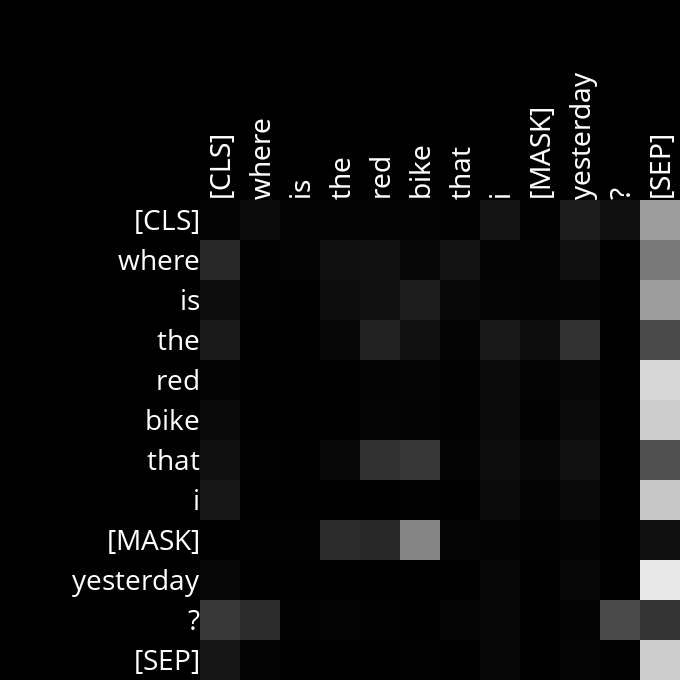 [CLS] where is the red bike that i [MASK] yesterday ? [SEP]
[CLS]
where
is
the
red
bike
that
i
[MASK]
yesterday
?
[SEP]